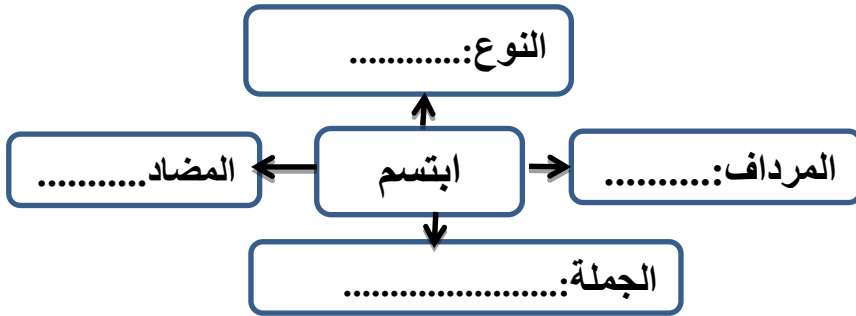 النوع:............
المرداف:..........
ابتسم
المضاد...........
الجملة:.......................